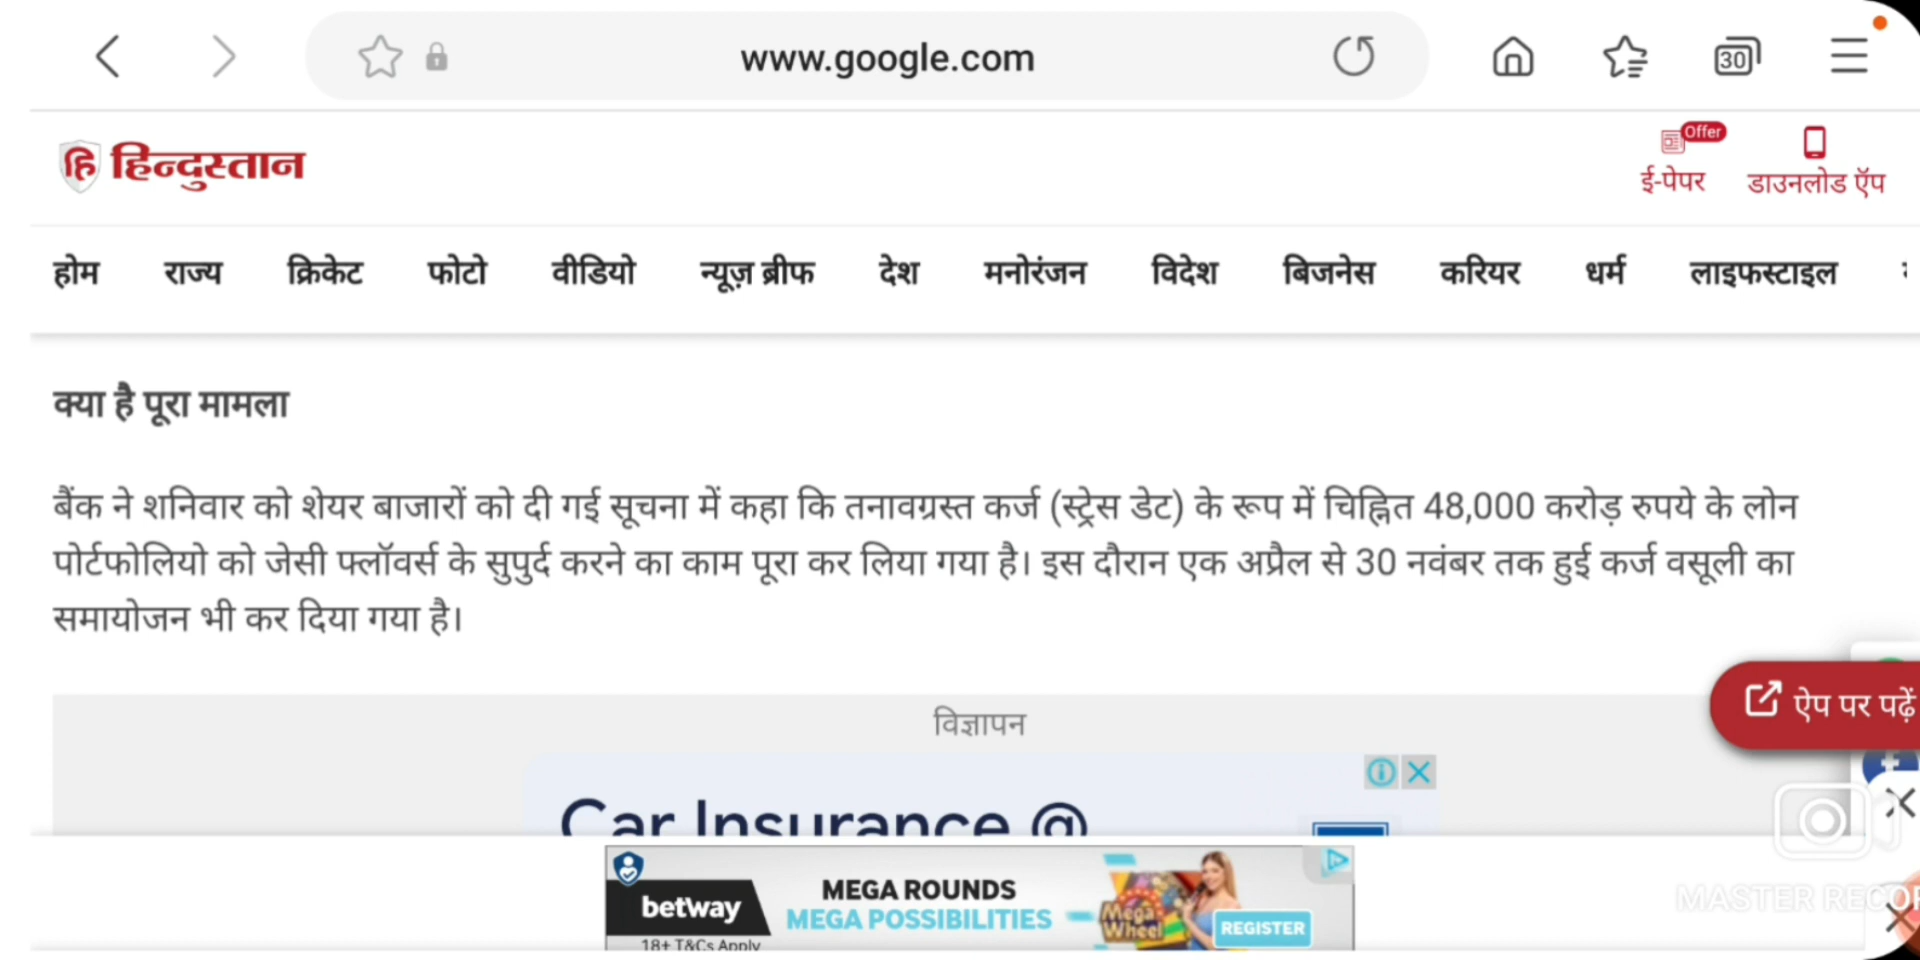 www.google.com
30
हि हिन्दुस्तान
Offer
ई-पेपर
डाउनलोड ऍप
होम राज्य क्रिकेट फोटो वीडियो न्यूज़ ब्रीफ देश मनोरंजन विदेश बिजनेस करियर धर्म लाइफस्टाइल
क्या है पूरा मामला
बैंक ने शनिवार को शेयर बाजारों को दी गई सूचना में कहा कि तनावग्रस्त कर्ज (स्ट्रेस डेट) के रूप में चिह्नित 48,000 करोड़ रुपये के लोन
पोर्टफोलियो को जेसी फ्लॉवर्स के सुपुर्द करने का काम पूरा कर लिया गया है। इस दौरान एक अप्रैल से 30 नवंबर तक हुई कर्ज वसूली का
समायोजन भी कर दिया गया है।
ऐप पर पढ़ें
विज्ञापन
Car Insurance @
betway
18+ T&Cs Apply
MEGA ROUNDS
MEGA POSSIBILITIES
Mega
Wheel
REGISTER
MASTER RECOR